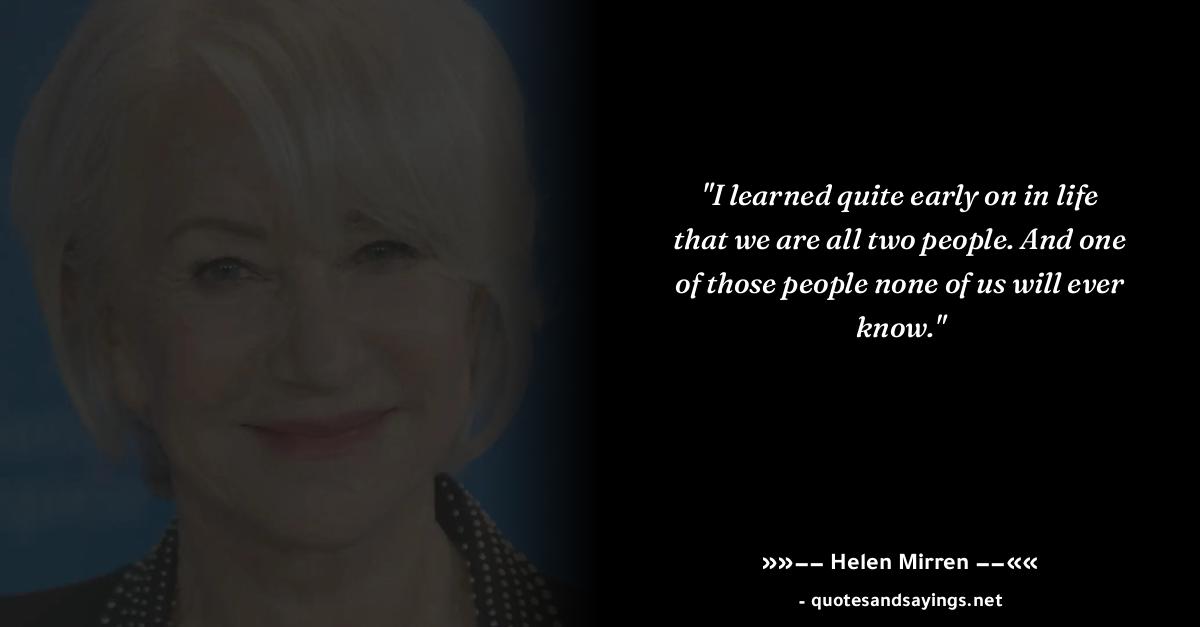 "I learned quite early on in life
that we are all two people. And one
of those people none of us will ever
know."
»»–– Helen Mirren ––««
- quotesandsayings.net